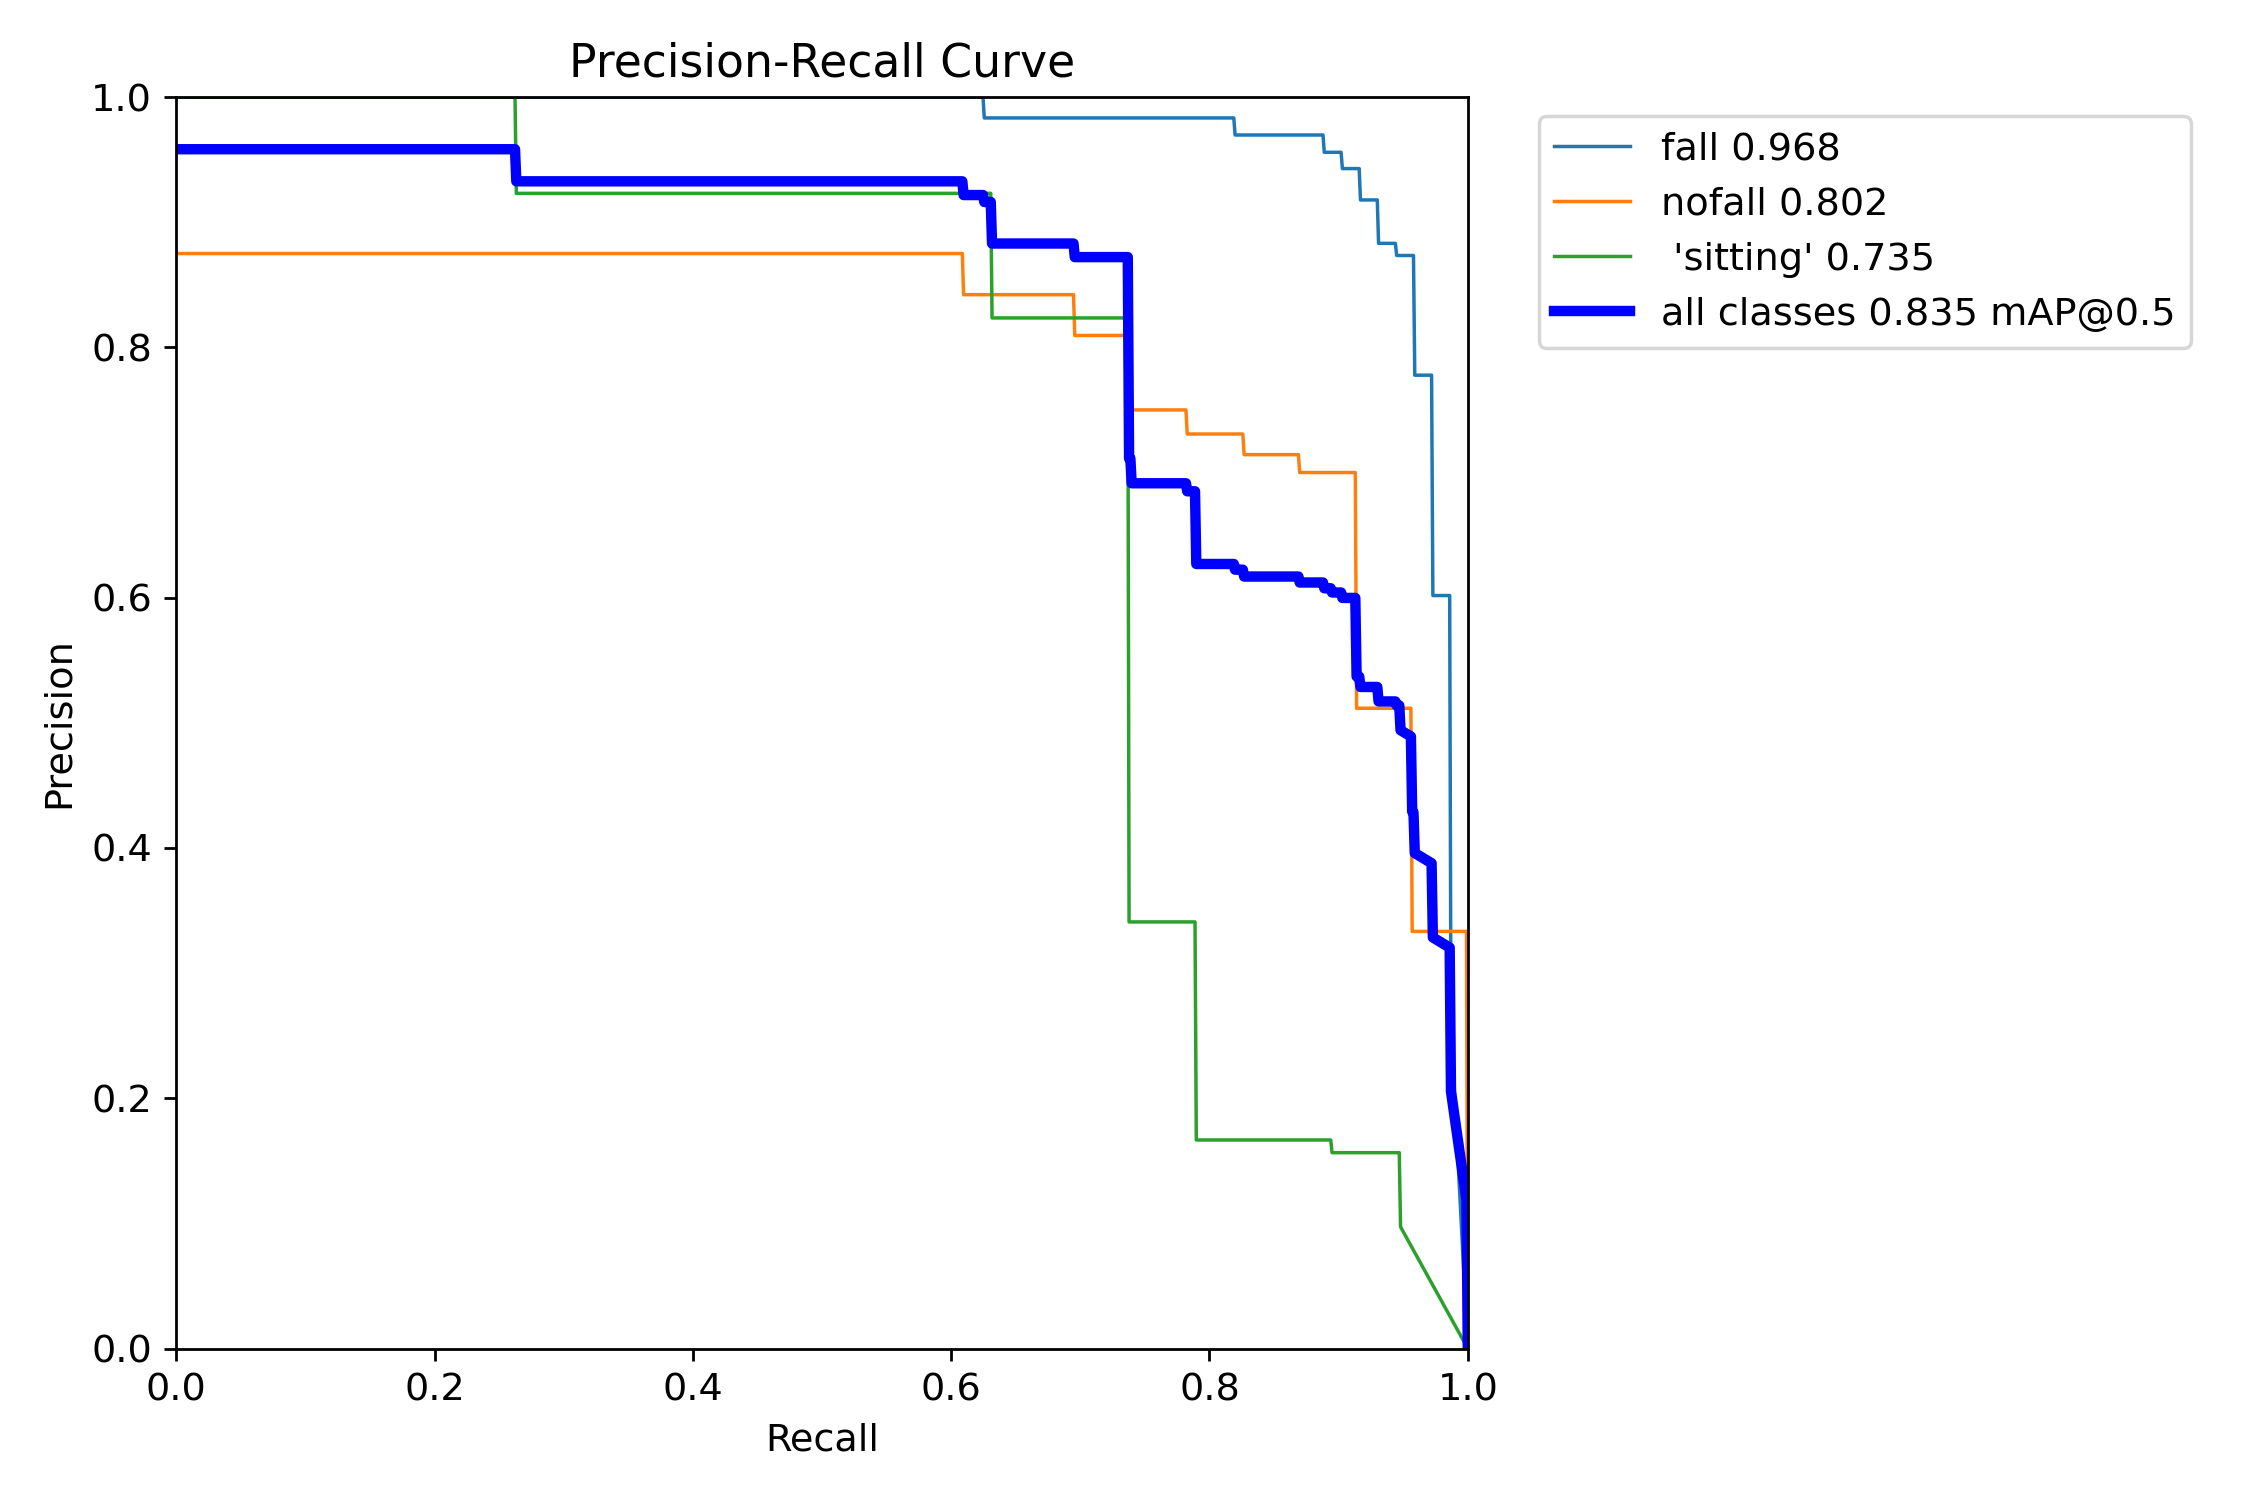 Precision-Recall Curve
1.0
0.8
0.6
0.4
0.2
0.0
Precision
0.0 0.2 0.4 0.6 0.8 1.0
Recall
fall 0.968
nofall 0.802
'sitting' 0.735
all classes 0.835 mAP@0.5